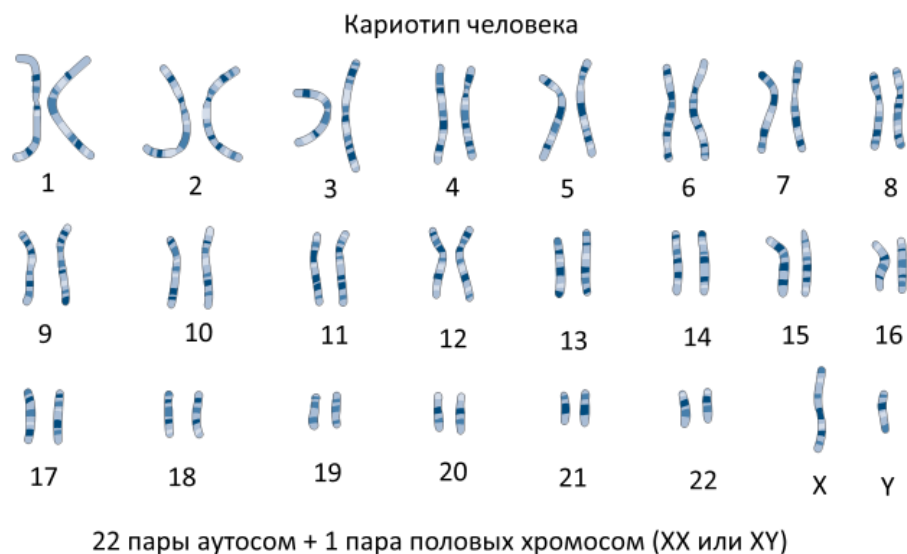 Кариотип человека
1 2 3 4 5 6 7 8
9 10 11 12 13 14 15 16
17 18 19 20 21 22 X Y
22 пары аутосом + 1 пара половых хромосом (XX или XY)